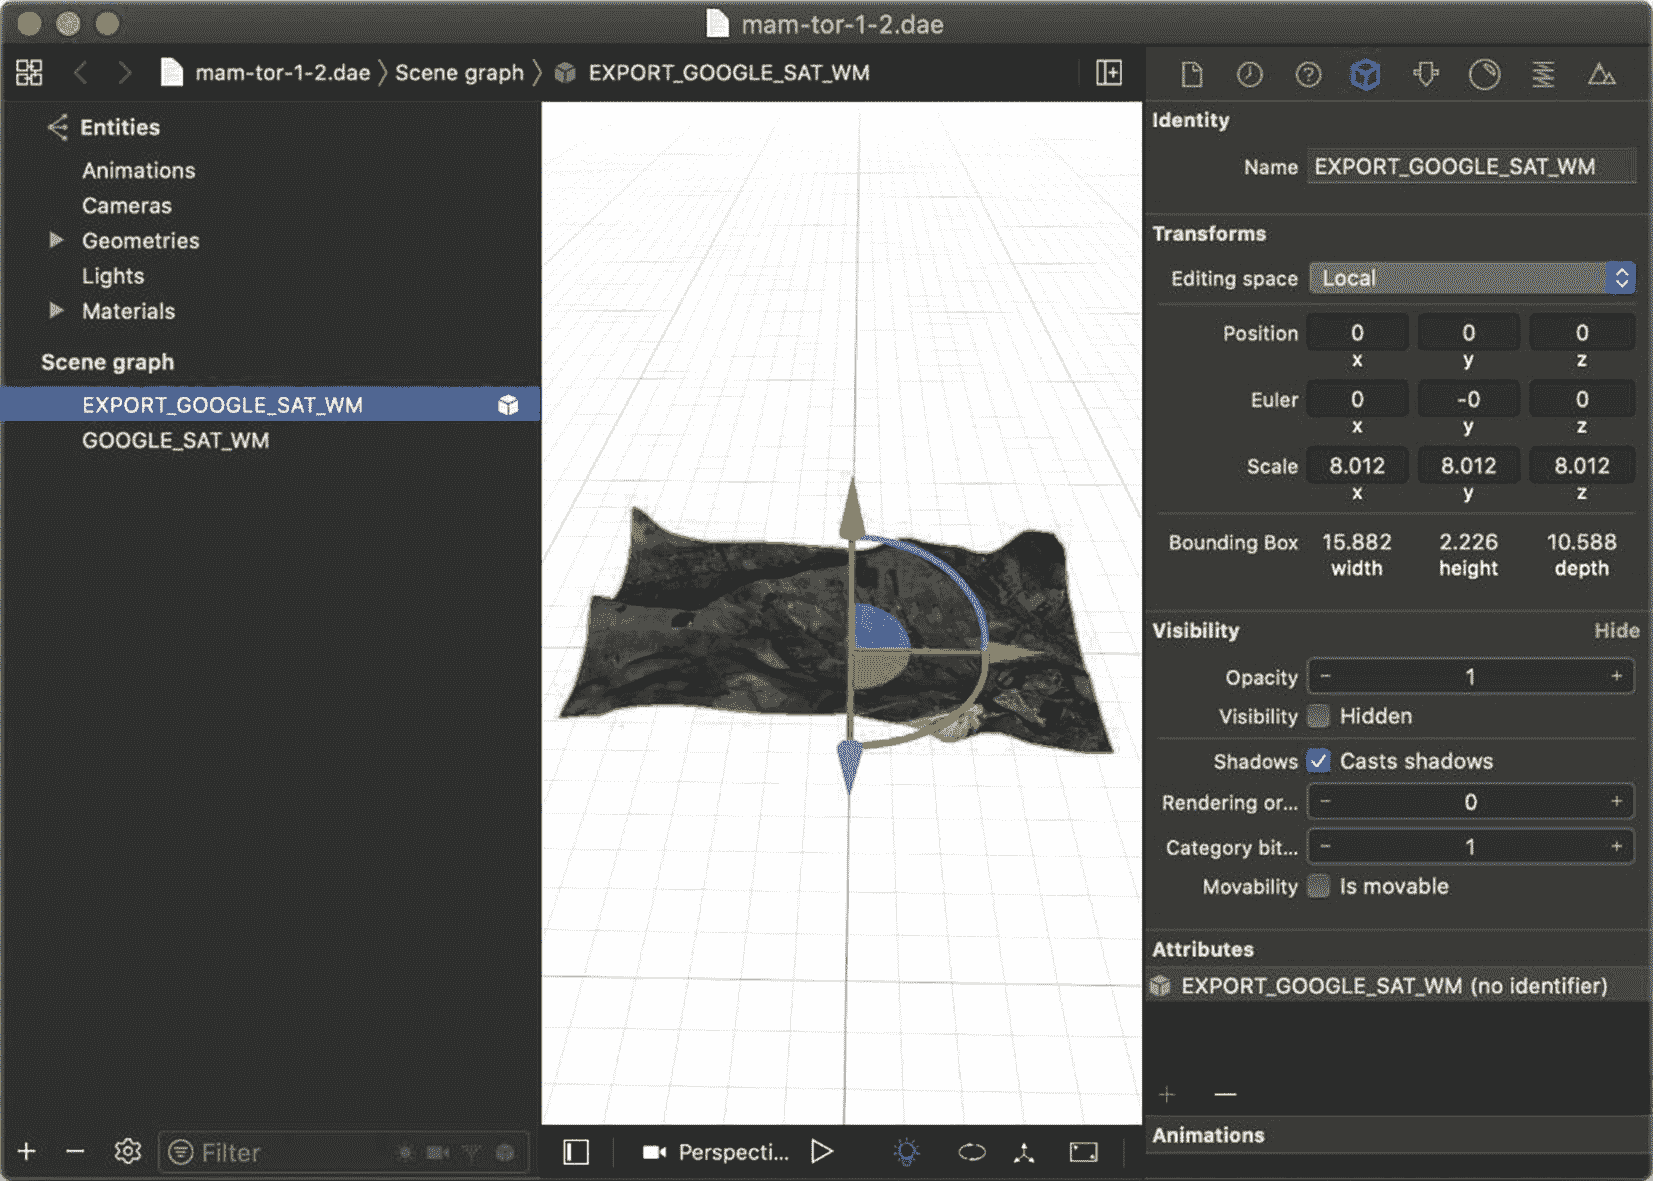 mam-tor-1-2.dae
mam-tor-1-2.dae Scene graph EXPORT_GOOGLE_SAT_WM
Entities
Animations
Cameras
Geometries
Lights
Materials
Scene graph
EXPORT_GOOGLE_SAT_WM
GOOGLE_SAT_WM
Filter
Perspecti...
Identity
Name EXPORT_GOOGLE_SAT_WM
Transforms
Editing space Local
Position 0 0 0
x y z
Euler 0 -0 0
x y z
Scale 8.012 8.012 8.012
x y z
Bounding Box 15.882 2.226 10.588
width height depth
Visibility Hide
Opacity - 1 +
Visibility Hidden
Shadows Casts shadows
Rendering or... - 0 +
Category bit... - 1 +
Movability Is movable
Attributes
EXPORT_GOOGLE_SAT_WM (no identifier)
Animations